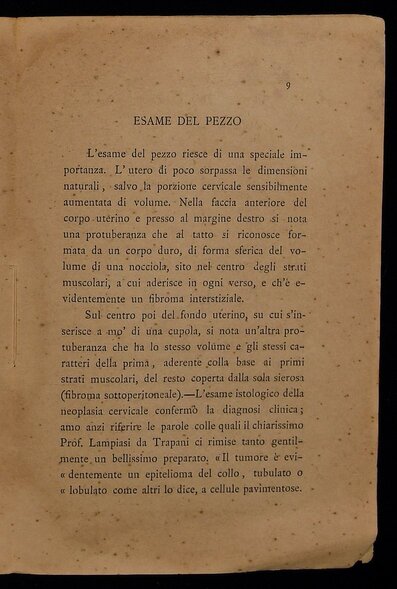 9
ESAME DEL PEZZO
L'esame del pezzo riesce di una speciale im-
portanza. L'utero di poco sorpassa le dimensioni
naturali, salvo la porzione cervicale sensibilmente
aumentata di volume. Nella faccia anteriore del
corpo uterino e presso al margine destro si nota
una protuberanza che al tatto si riconosce for-
mata da un corpo duro, di forma sferica del vo-
lume di una nocciola, sito nel centro degli strati
muscolari, a cui aderisce in ogni verso, e ch'è e-
videntemente un fibroma interstiziale.
Sul centro poi del fondo uterino, su cui s'in-
serisce a mo' di una cupola, si nota un'altra pro-
tuberanza che ha lo stesso volume e gli stessi ca-
ratteri della prima, aderente colla base ai primi
strati muscolari, del resto coperta dalla sola sierosa
(fibroma sottoperitoneale).—L'esame istologico della
neoplasia cervicale confermò la diagnosi clinica;
amo anzi riferire le parole colle quali il chiarissimo
Prof. Lampiasi da Trapani ci rimise tanto gentil-
mente un bellissimo preparato. «Il tumore è evi-
« dentemente un epitelioma del collo, tubulato o
« lobulato come altri lo dice, a cellule pavimentose.